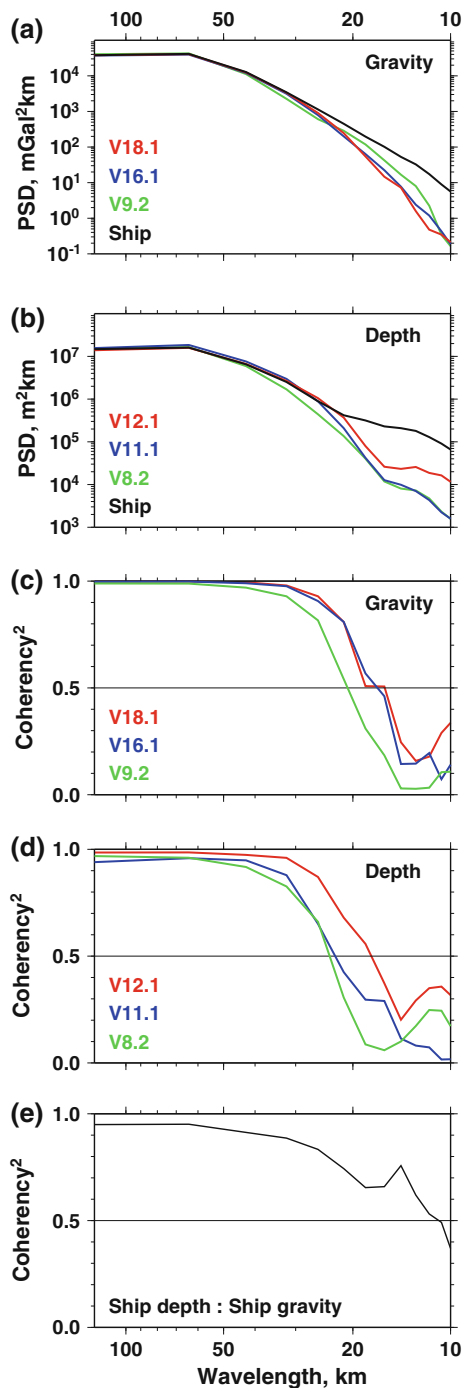 100 50 20 10
(a)
Gravity
PSD, mGal²km
10⁴
10³
10²
10¹
10⁰
10⁻¹
V18.1
V16.1
V9.2
Ship
(b)
Depth
PSD, m²km
10⁷
10⁶
10⁵
10⁴
10³
V12.1
V11.1
V8.2
Ship
(c)
Gravity
Coherency²
1.0
0.5
0.0
V18.1
V16.1
V9.2
(d)
Depth
Coherency²
1.0
0.5
0.0
V12.1
V11.1
V8.2
(e)
Coherency²
1.0
0.5
0.0
Ship depth : Ship gravity
100 50 20 10
Wavelength, km